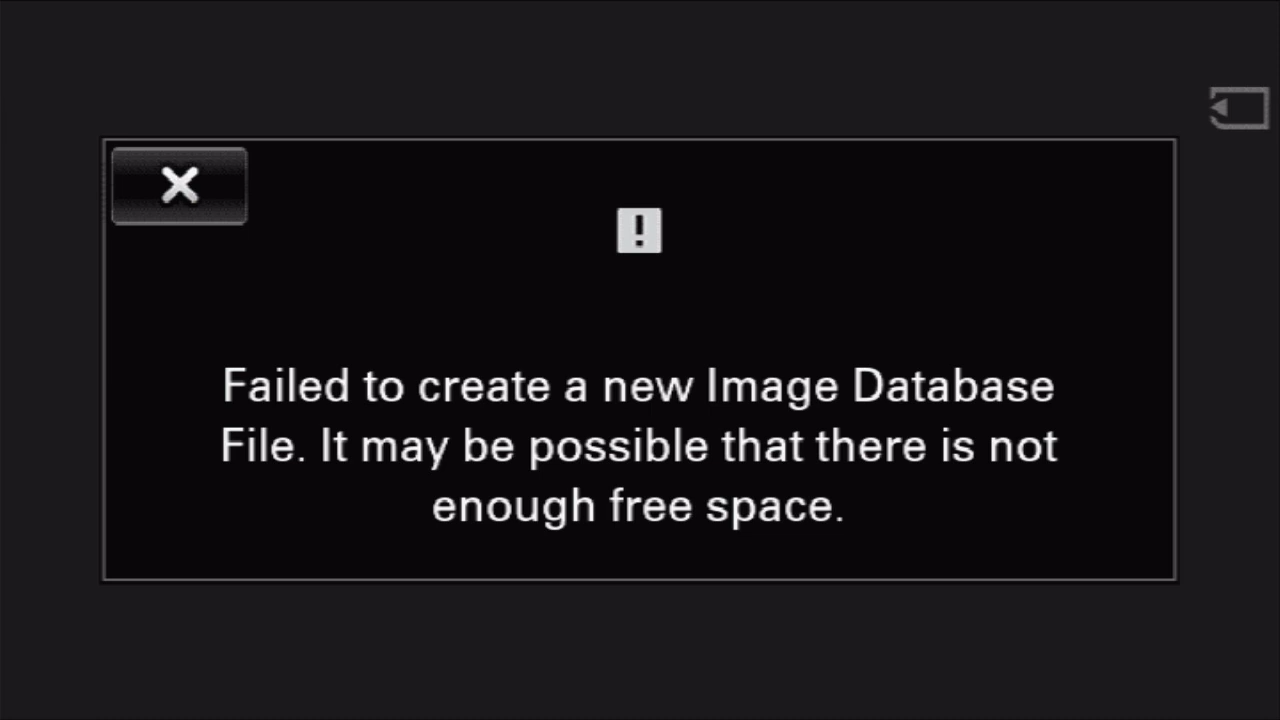 Failed to create a new Image Database
File. It may be possible that there is not
enough free space.